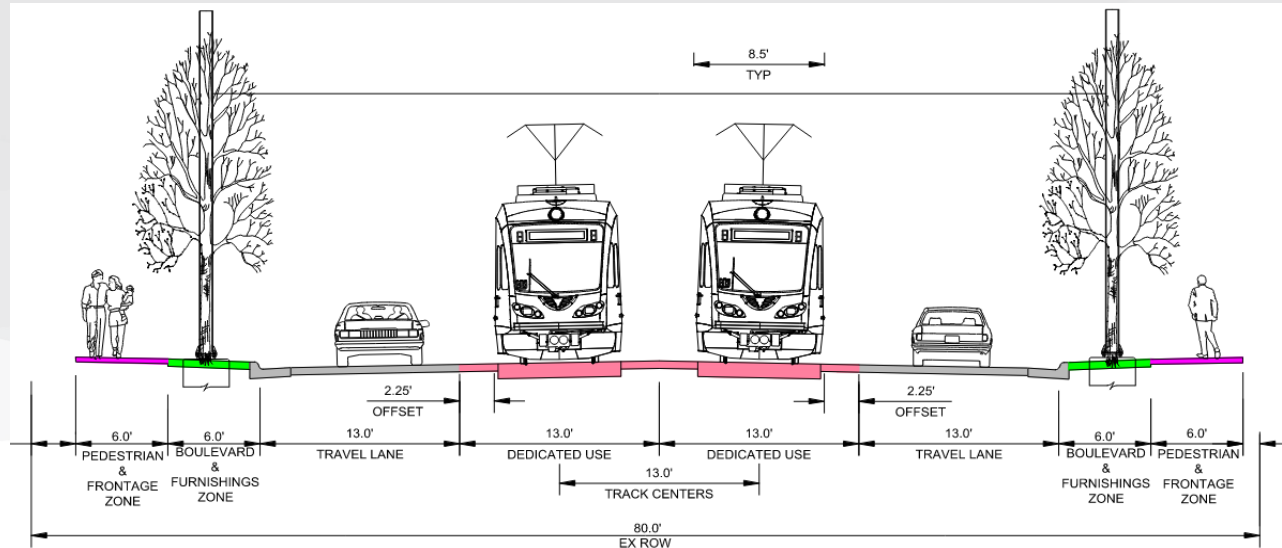 8.5'
TYP
2.25'
OFFSET
2.25'
OFFSET
6.0'
PEDESTRIAN
&
FRONTAGE
ZONE
6.0'
BOULEVARD
&
FURNISHINGS
ZONE
13.0'
TRAVEL LANE
13.0'
DEDICATED USE
13.0'
DEDICATED USE
13.0'
TRAVEL LANE
6.0'
BOULEVARD
&
FURNISHINGS
ZONE
6.0'
PEDESTRIAN
&
FRONTAGE
ZONE
13.0'
TRACK CENTERS
80.0'
EX ROW